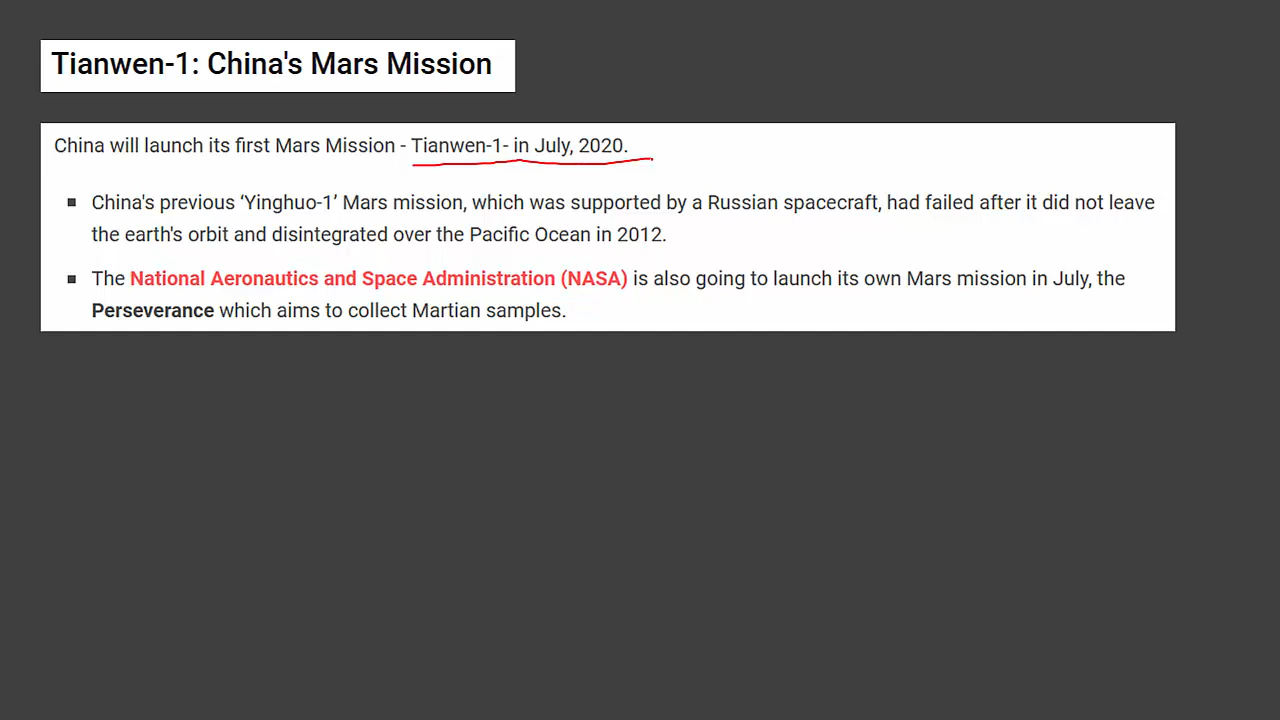 Tianwen-1: China's Mars Mission
China will launch its first Mars Mission - Tianwen-1- in July, 2020.
China's previous ‘Yinghuo-1’ Mars mission, which was supported by a Russian spacecraft, had failed after it did not leave
the earth's orbit and disintegrated over the Pacific Ocean in 2012.
The National Aeronautics and Space Administration (NASA) is also going to launch its own Mars mission in July, the
Perseverance which aims to collect Martian samples.